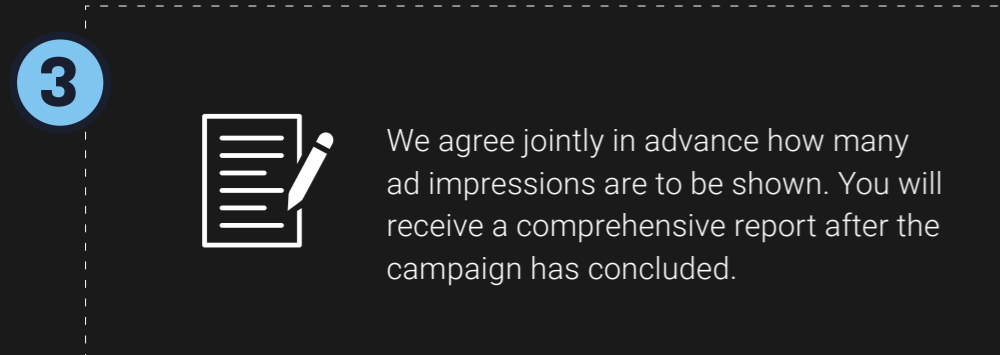 3
We agree jointly in advance how many
ad impressions are to be shown. You will
receive a comprehensive report after the
campaign has concluded.